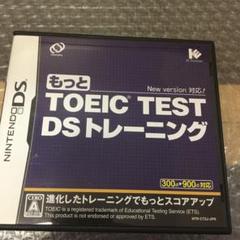 New version 対応!
もっと
TOEIC TEST
DSトレーニング
NINTENDO DS
300点~900点対応
CERO
A
進化したトレーニングでもっとスコアアップ
TOEIC is a registered trademark of Educational Testing Service (ETS).
This product is not endorsed or approved by ETS.